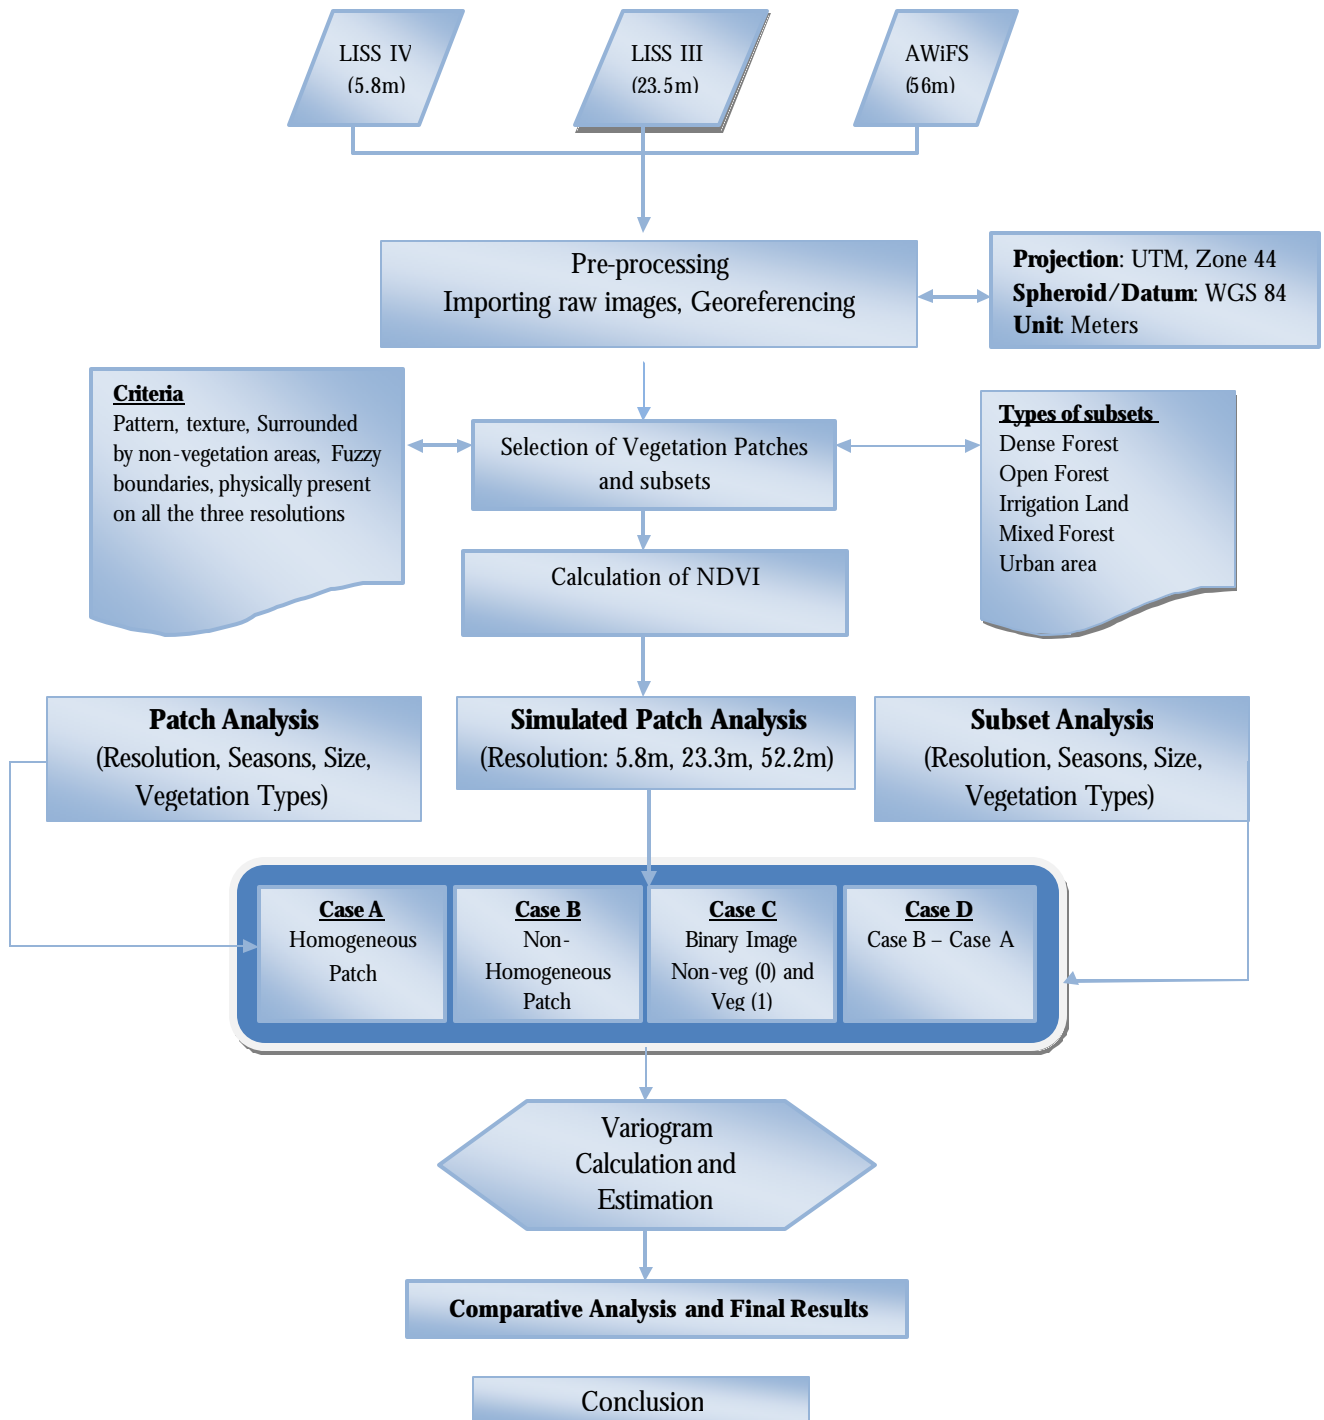 LISS IV
(5.8m)
LISS III
(23.5m)
AWiFS
(56m)
Pre-processing
Importing raw images, Georeferencing
Projection: UTM, Zone 44
Spheroid/Datum: WGS 84
Unit: Meters
Criteria
Pattern, texture, Surrounded
by non-vegetation areas, Fuzzy
boundaries, physically present
on all the three resolutions
Selection of Vegetation Patches
and subsets
Types of subsets
Dense Forest
Open Forest
Irrigation Land
Mixed Forest
Urban area
Calculation of NDVI
Patch Analysis
(Resolution, Seasons, Size,
Vegetation Types)
Simulated Patch Analysis
(Resolution: 5.8m, 23.3m, 52.2m)
Subset Analysis
(Resolution, Seasons, Size,
Vegetation Types)
Case A
Homogeneous
Patch
Case B
Non-
Homogeneous
Patch
Case C
Binary Image
Non-veg (0) and
Veg (1)
Case D
Case B – Case A
Variogram
Calculation and
Estimation
Comparative Analysis and Final Results
Conclusion